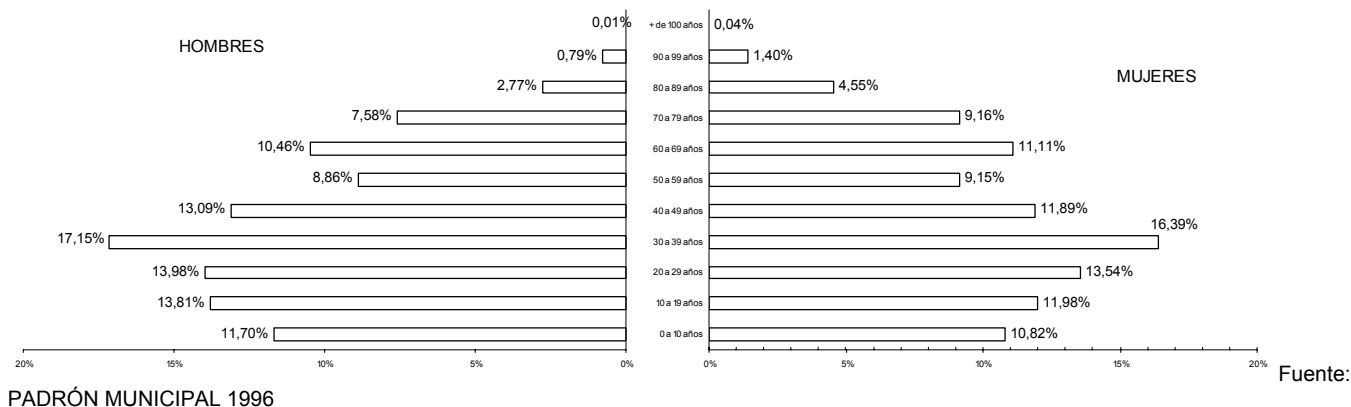 0,01% + de 100 años 0,04%
HOMBRES
0,79% 90 a 99 años 1,40%
MUJERES
2,77% 80 a 89 años 4,55%
7,58% 70 a 79 años 9,16%
10,46% 60 a 69 años 11,11%
8,86% 50 a 59 años 9,15%
13,09% 40 a 49 años 11,89%
17,15% 30 a 39 años 16,39%
13,98% 20 a 29 años 13,54%
13,81% 10 a 19 años 11,98%
11,70% 0 a 10 años 10,82%
20% 15% 10% 5% 0% 0% 5% 10% 15% 20%
Fuente:
PADRÓN MUNICIPAL 1996